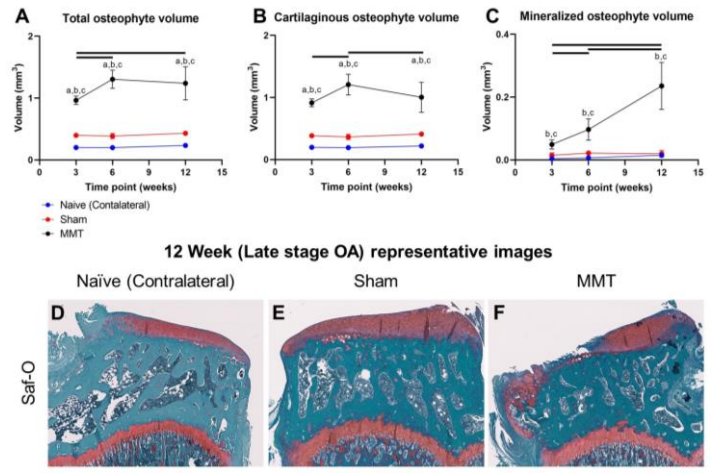 A Total osteophyte volume
B Cartilaginous osteophyte volume
C Mineralized osteophyte volume
Volume (mm³)
2
1
0
a,b,c
a,b,c
a,b,c
0 3 6 9 12 15
Time point (weeks)
Volume (mm³)
2
1
0
a,b,c
a,b,c
a,b,c
0 3 6 9 12 15
Time point (weeks)
Volume (mm³)
0.4
0.2
0.0
b,c
b,c
b,c
0 3 6 9 12 15
Time point (weeks)
Naive (Contalateral)
Sham
MMT
12 Week (Late stage OA) representative images
Naïve (Contralateral) Sham MMT
Saf-O
D E F